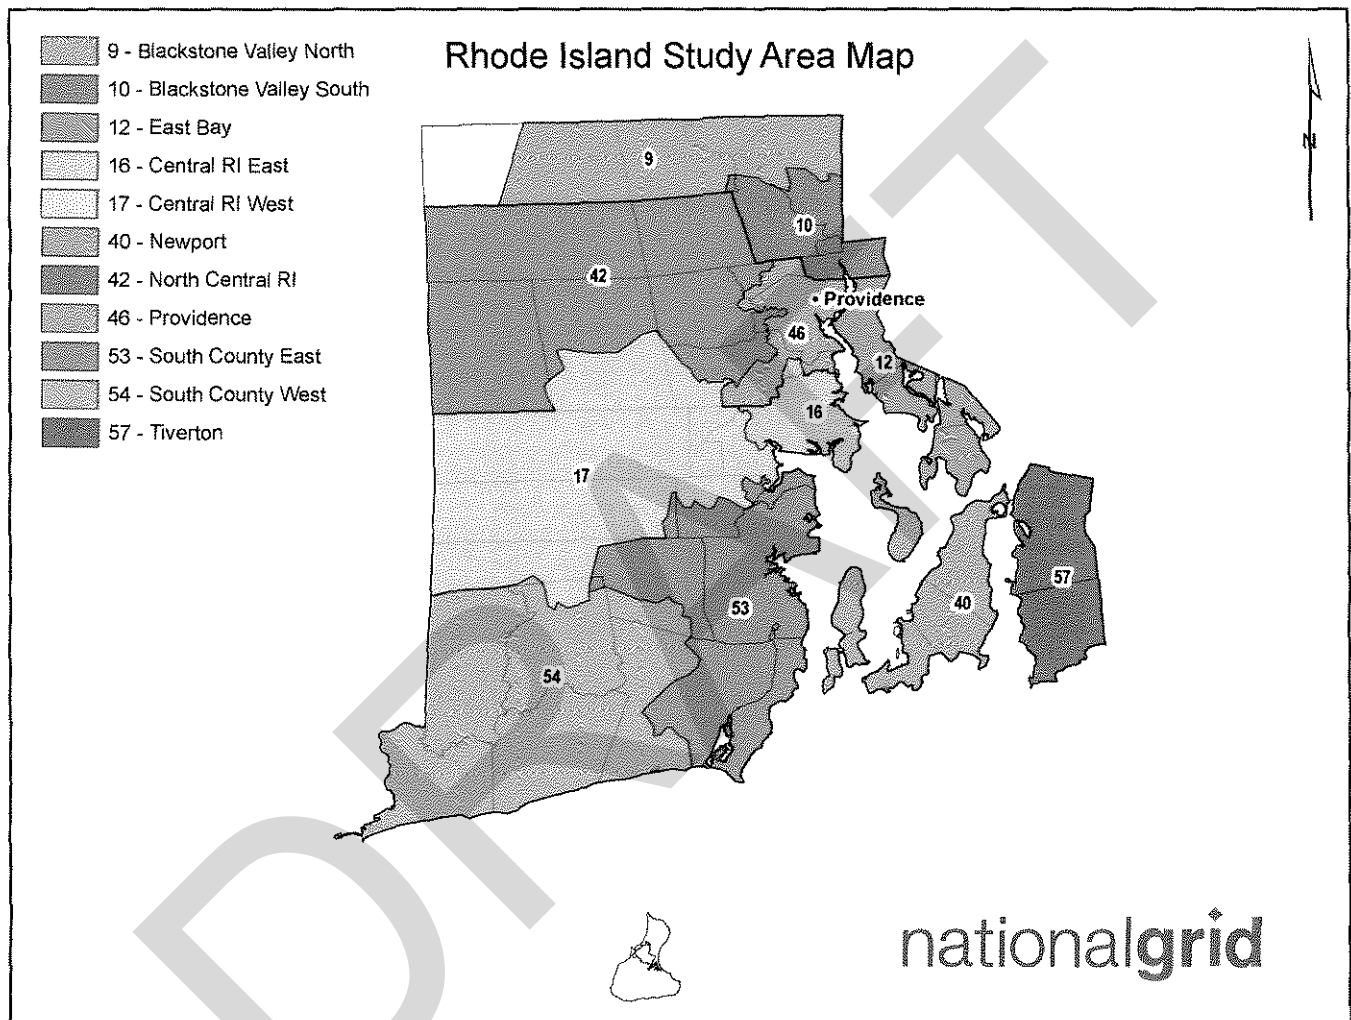 Rhode Island Study Area Map
9 - Blackstone Valley North
10 - Blackstone Valley South
12 - East Bay
16 - Central RI East
17 - Central RI West
40 - Newport
42 - North Central RI
46 - Providence
53 - South County East
54 - South County West
57 - Tiverton
N
9
10
42
• Providence
46
12
16
17
57
53
40
54
DRAFT
nationalgrid